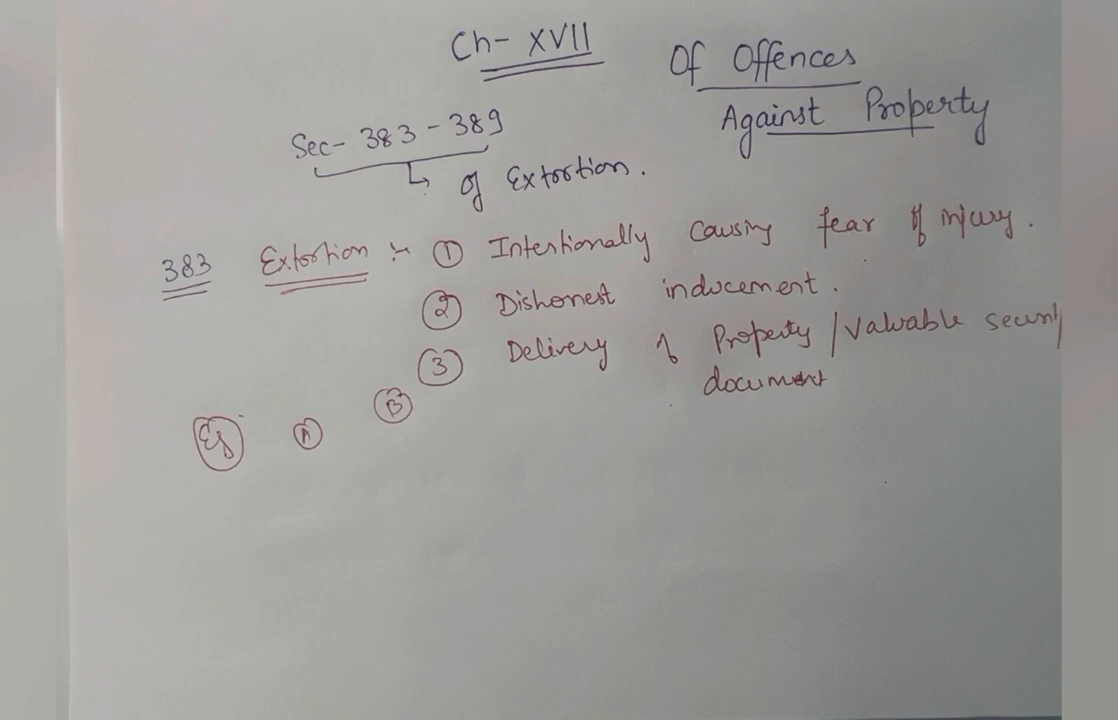 Ch- XVII
Of Offences
Against Property
Sec- 383 - 389
of Extortion.
383 Extortion :- ① Intentionally causing fear of injury.
② Dishonest inducement.
③ Delivery of Property / Valuable security
document
Eg A B